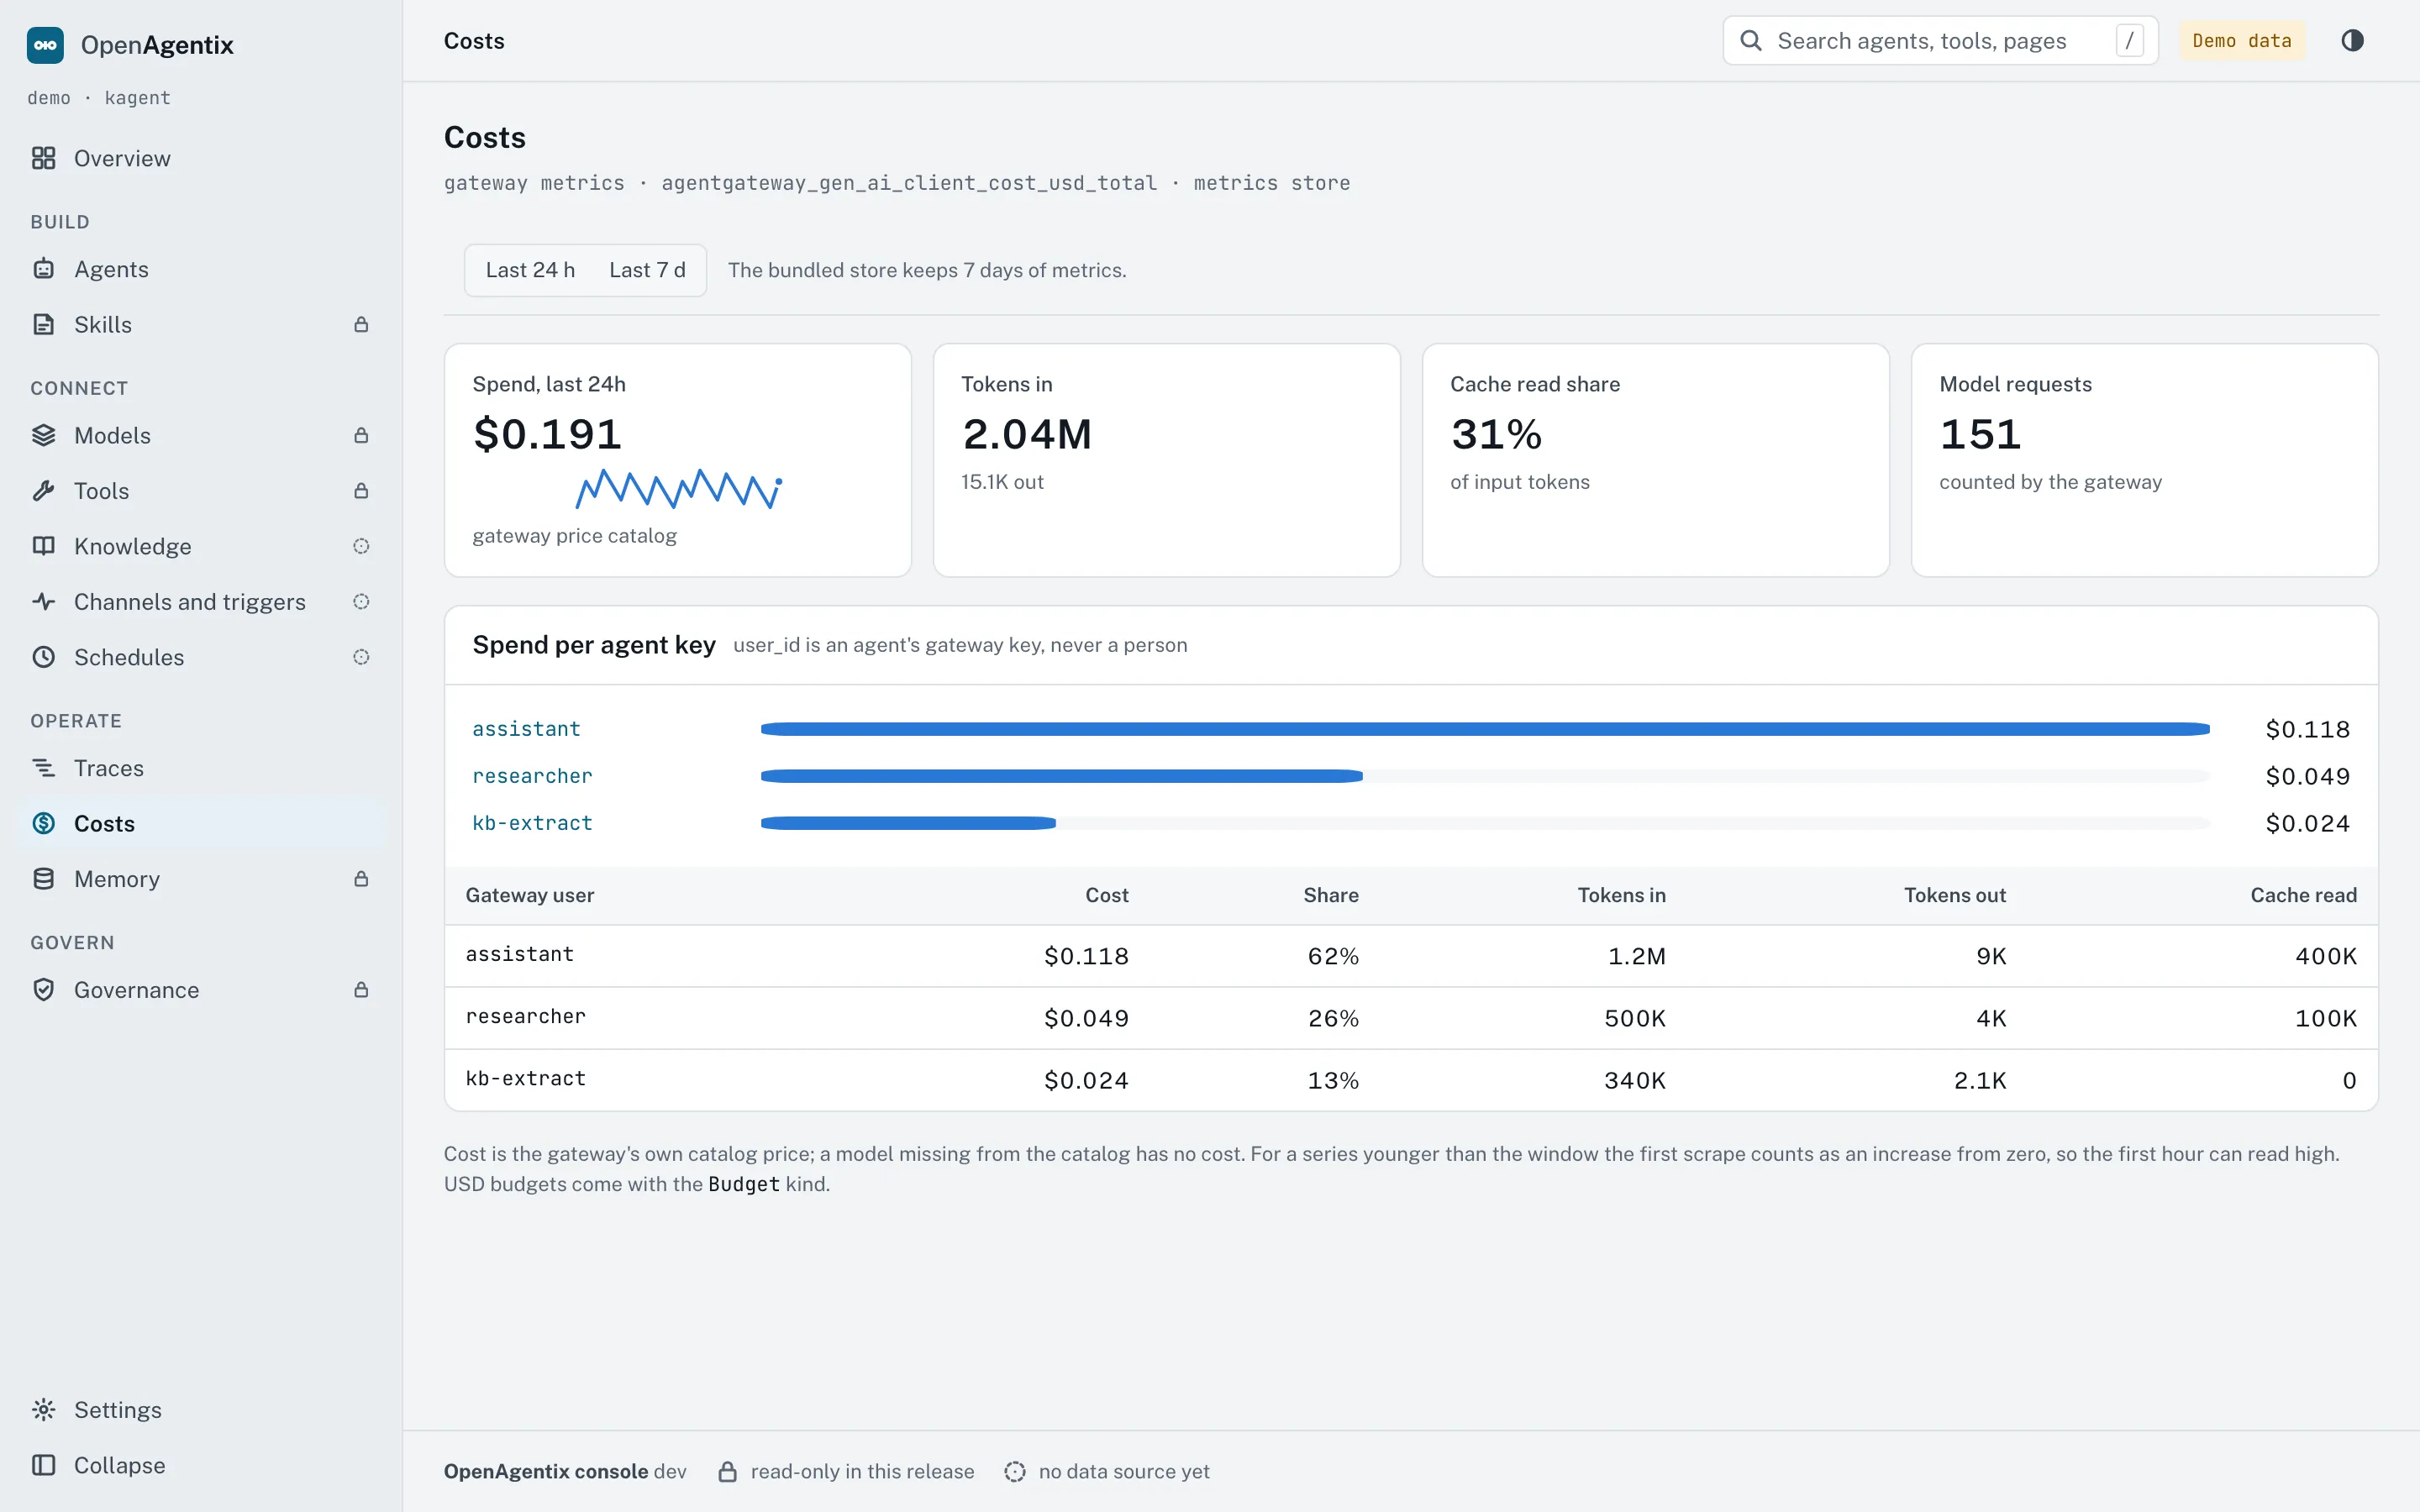 OpenAgentix
demo · kagent
Overview
BUILD
Agents
Skills
CONNECT
Models
Tools
Knowledge
Channels and triggers
Schedules
OPERATE
Traces
Costs
Memory
GOVERN
Governance
Settings
Collapse
Costs
Search agents, tools, pages /
Demo data
Costs
gateway metrics · agentgateway_gen_ai_client_cost_usd_total · metrics store
Last 24 h Last 7 d The bundled store keeps 7 days of metrics.
Spend, last 24h
$0.191
gateway price catalog
Tokens in
2.04M
15.1K out
Cache read share
31%
of input tokens
Model requests
151
counted by the gateway
Spend per agent key user_id is an agent's gateway key, never a person
assistant $0.118
researcher $0.049
kb-extract $0.024
Gateway user Cost Share Tokens in Tokens out Cache read
assistant $0.118 62% 1.2M 9K 400K
researcher $0.049 26% 500K 4K 100K
kb-extract $0.024 13% 340K 2.1K 0
Cost is the gateway's own catalog price; a model missing from the catalog has no cost. For a series younger than the window the first scrape counts as an increase from zero, so the first hour can read high.
USD budgets come with the Budget kind.
OpenAgentix console dev read-only in this release no data source yet